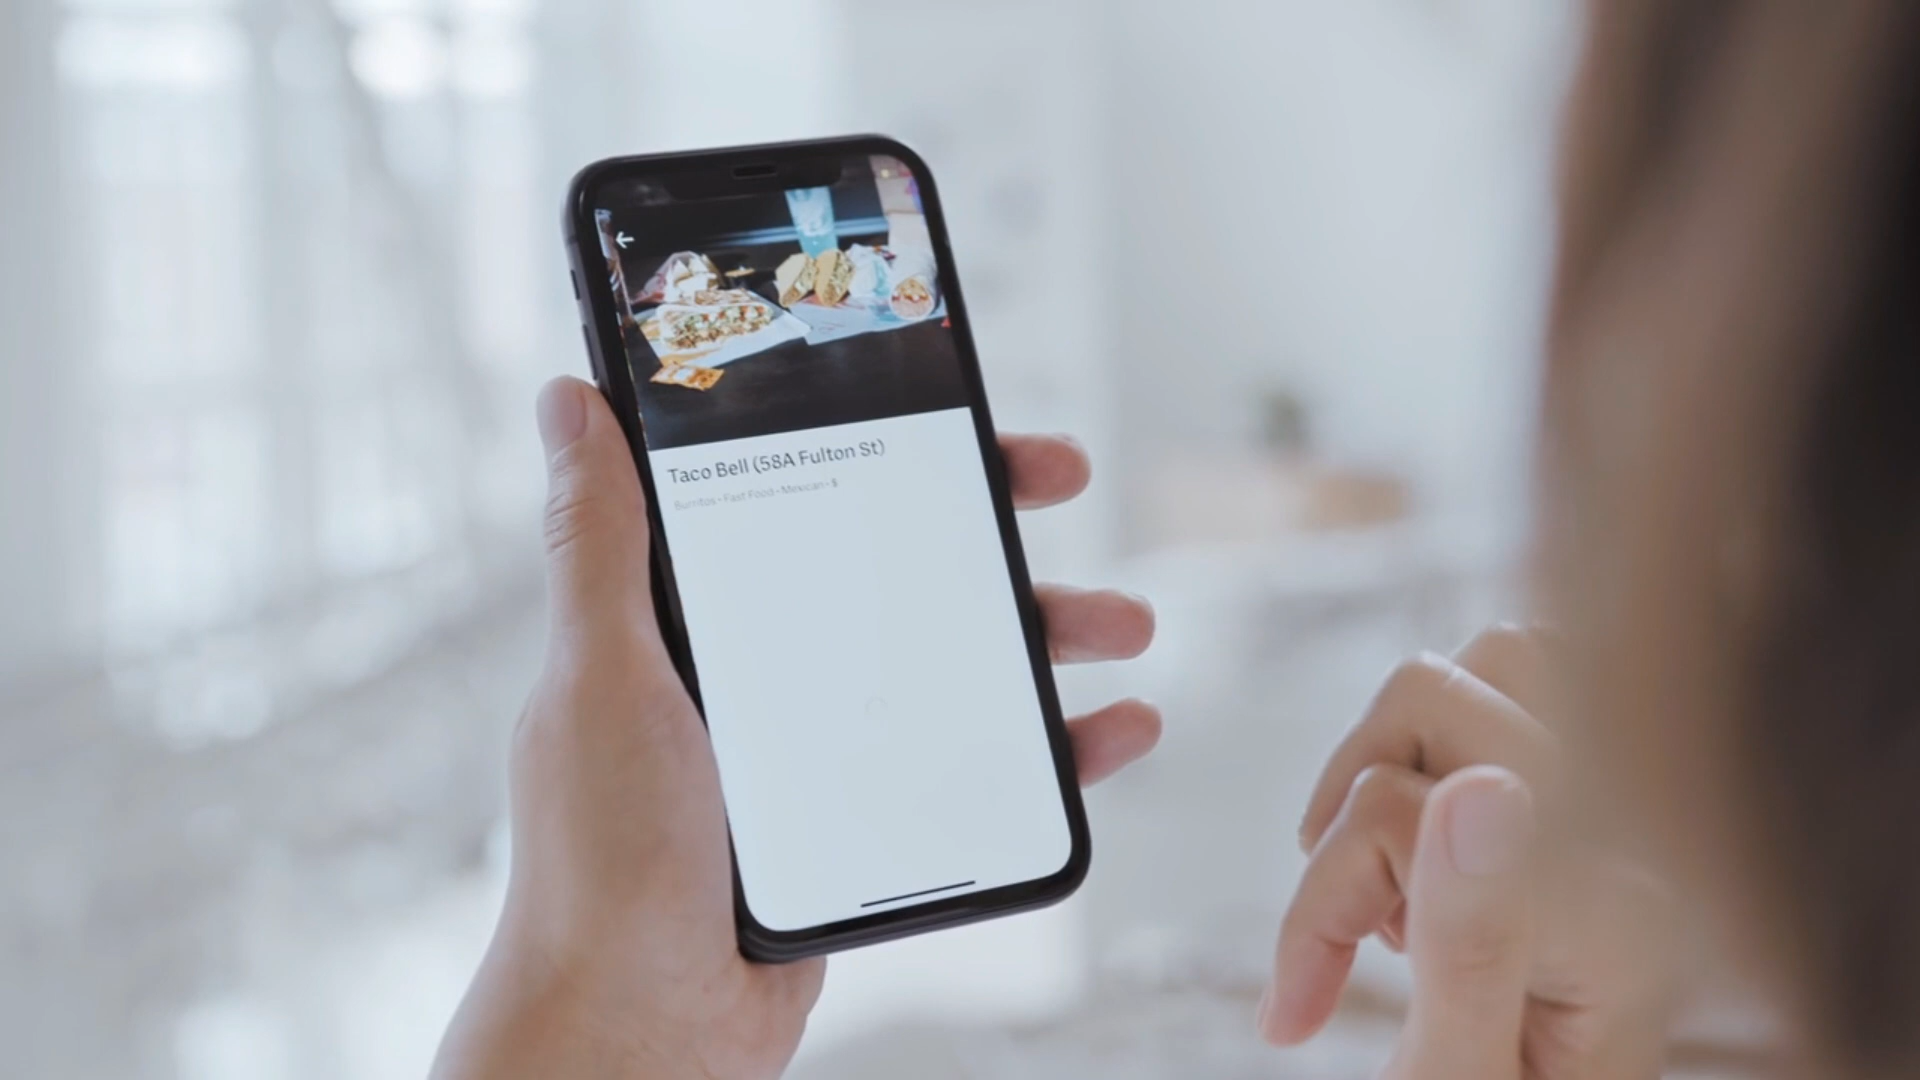 Taco Bell (58A Fulton St)
Burritos • Fast Food • Mexican • $